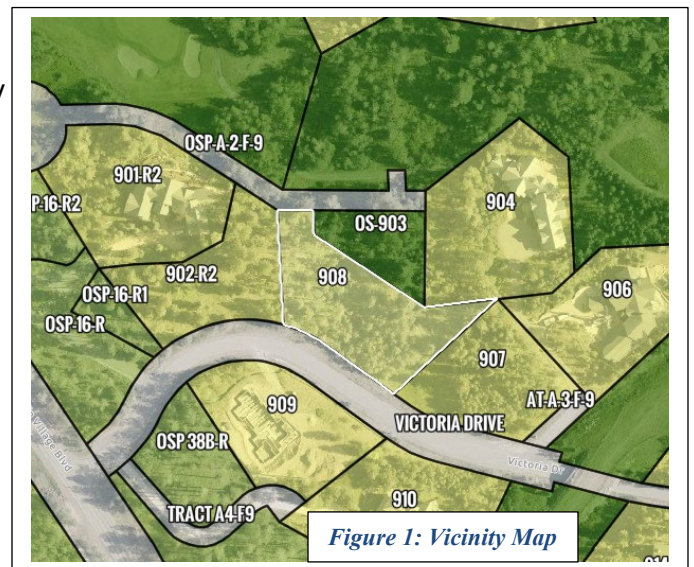 OSP-A-2-F-9
901-R2
P-16-R2
904
OS-903
908
902-R2
906
OSP-16-R1
OSP-16-R
907
909
AT-A-3-F-9
VICTORIA DRIVE
OSP 38B-R
Village Blvd
Victoria Dr
910
TRACT A4-F9
Figure 1: Vicinity Map